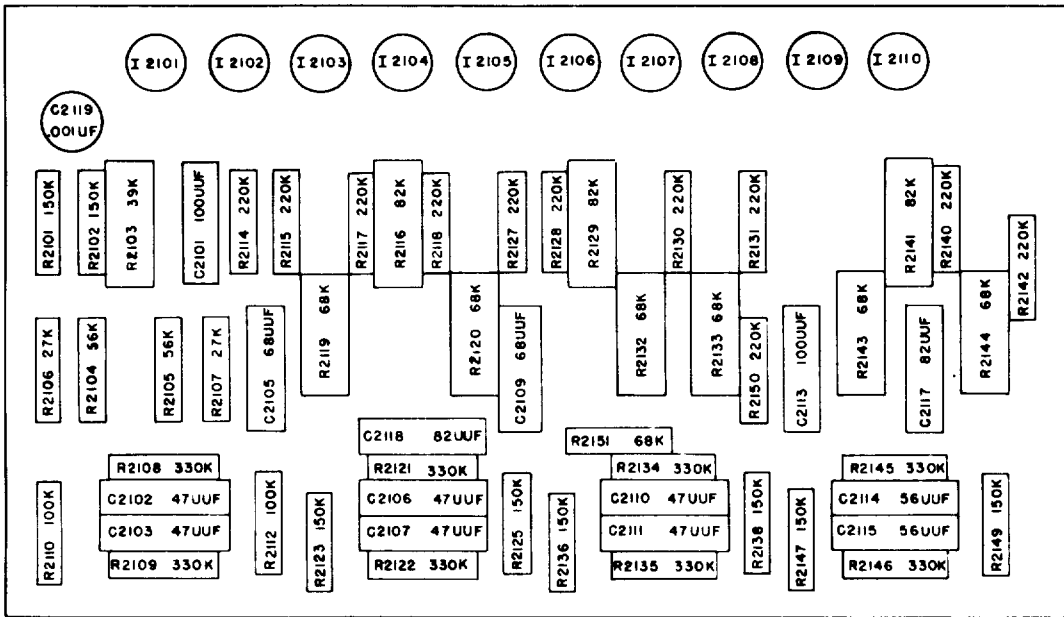 I 2101
I 2102
I 2103
I 2104
I 2105
I 2106
I 2107
I 2108
I 2109
I 2110
C2119
.001UF
R2101 150K
R2102 150K
R2103 39K
C2101 100UUF
R2114 220K
R2115 220K
R2117 220K
R2116 82K
R2118 220K
R2127 220K
R2128 220K
R2129 82K
R2130 220K
R2131 220K
R2141 82K
R2140 220K
R2142 220K
R2106 27K
R2104 56K
R2105 56K
R2107 27K
C2105 68UUF
R2119 68K
R2120 68K
C2109 68UUF
R2132 68K
R2133 68K
R2150 220K
C2113 100UUF
R2143 68K
C2117 82UUF
R2144 68K
C2118 82UUF
R2151 68K
R2108 330K
R2121 330K
R2134 330K
R2145 330K
R2110 100K
C2102 47UUF
R2112 100K
R2123 150K
C2106 47UUF
R2125 150K
R2136 150K
C2110 47UUF
R2138 150K
R2147 150K
C2114 56UUF
R2149 150K
C2103 47UUF
C2107 47UUF
C2111 47UUF
C2115 56UUF
R2109 330K
R2122 330K
R2135 330K
R2146 330K